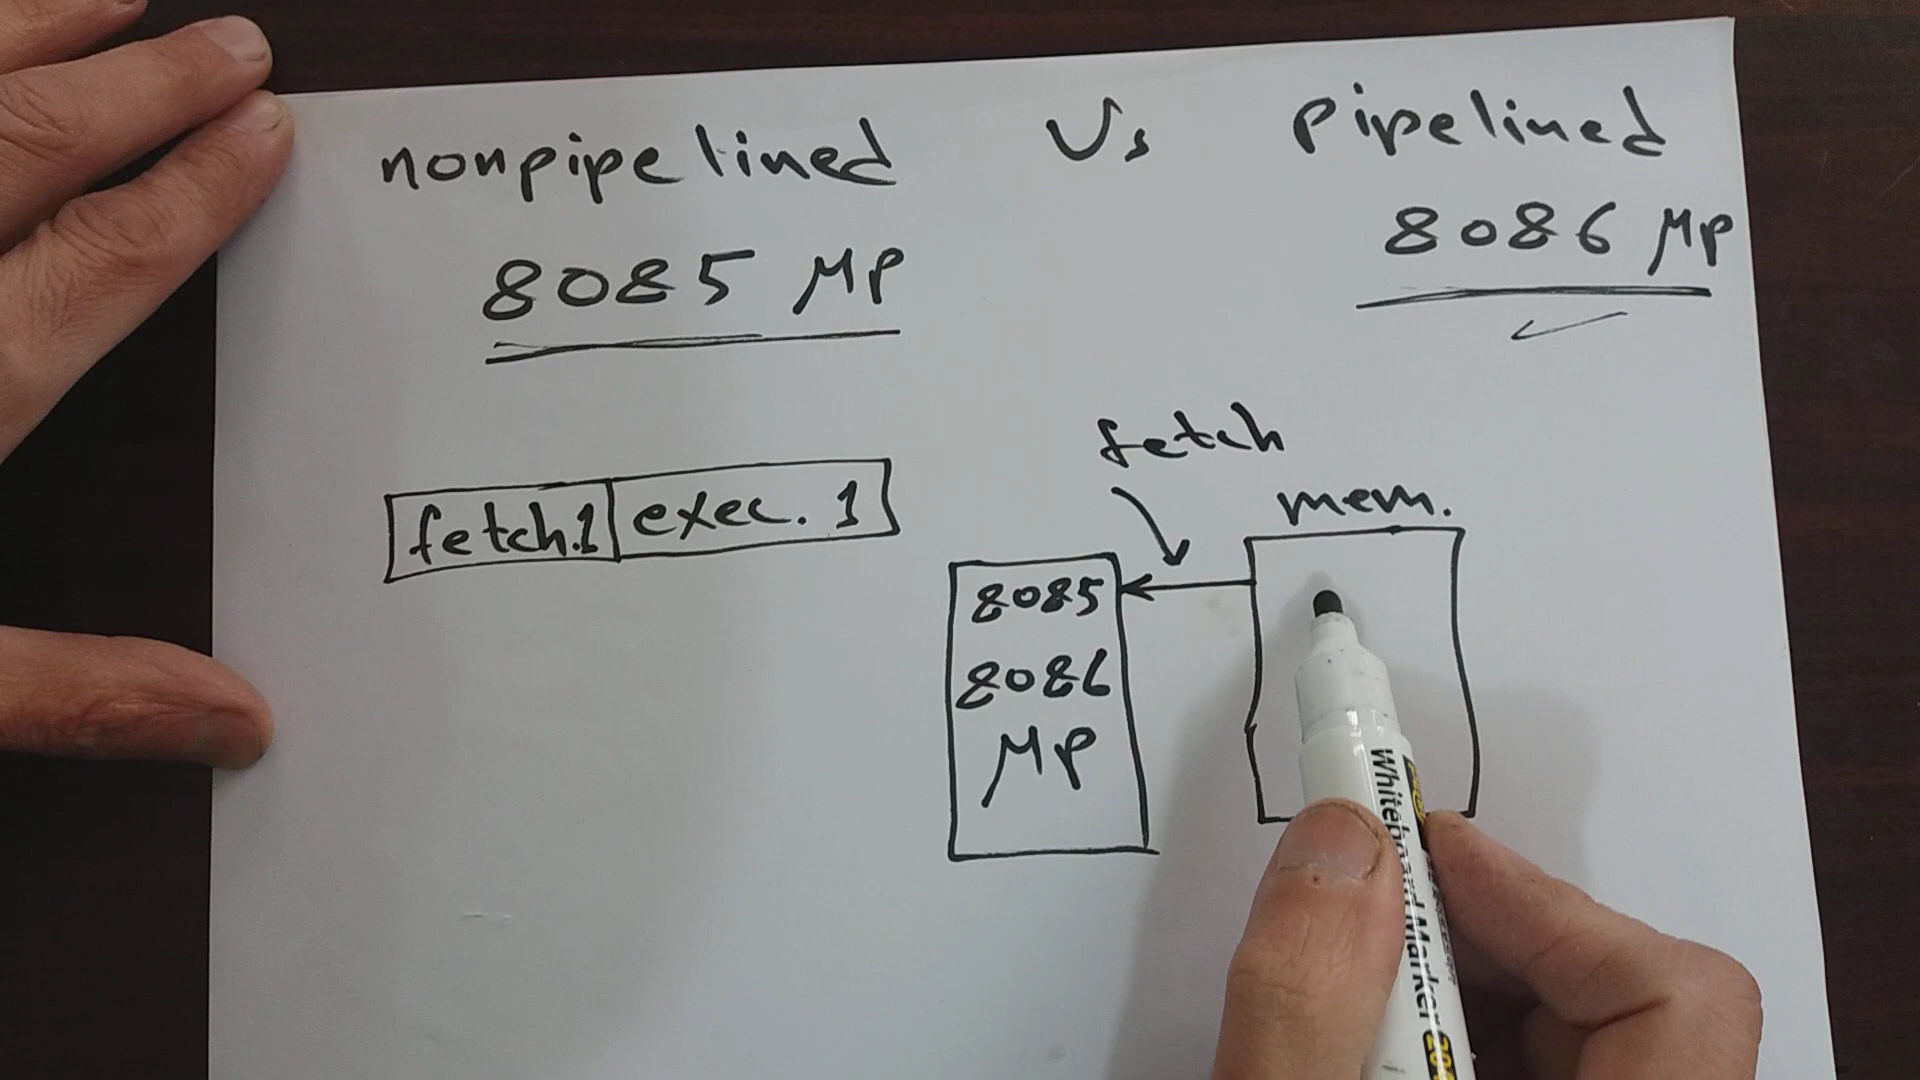 nonpipelined Vs pipelined
8085 MP 8086 MP
fetch
mem.
fetch.1 exec. 1
8085
8086
MP
Whiteboard Marker